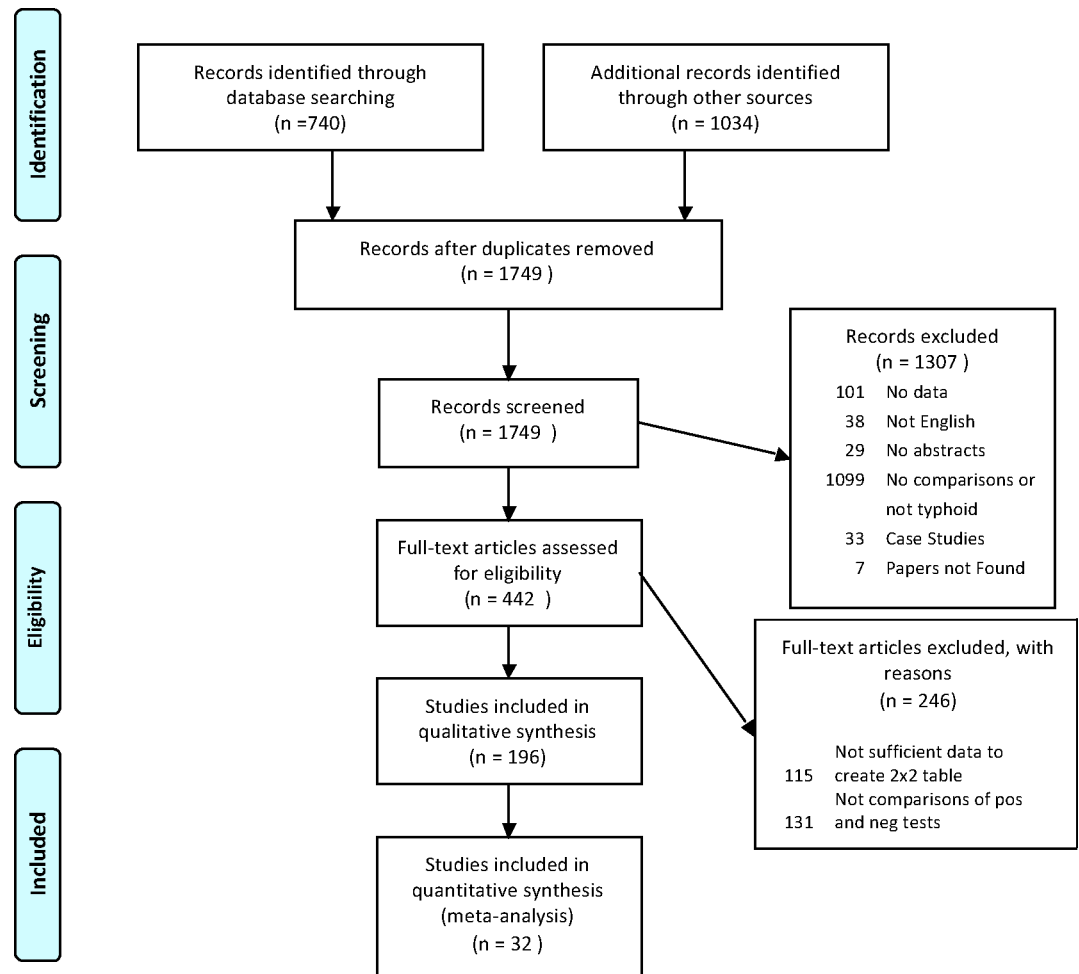 Identification
Records identified through
database searching
(n =740)
Additional records identified
through other sources
(n = 1034)
Records after duplicates removed
(n = 1749 )
Screening
Records screened
(n = 1749 )
Records excluded
(n = 1307 )
101 No data
38 Not English
29 No abstracts
1099 No comparisons or
not typhoid
33 Case Studies
7 Papers not Found
Eligibility
Full-text articles assessed
for eligibility
(n = 442 )
Full-text articles excluded, with
reasons
(n = 246)
Not sufficient data to
115 create 2x2 table
Not comparisons of pos
131 and neg tests
Studies included in
qualitative synthesis
(n = 196)
Included
Studies included in
quantitative synthesis
(meta-analysis)
(n = 32 )